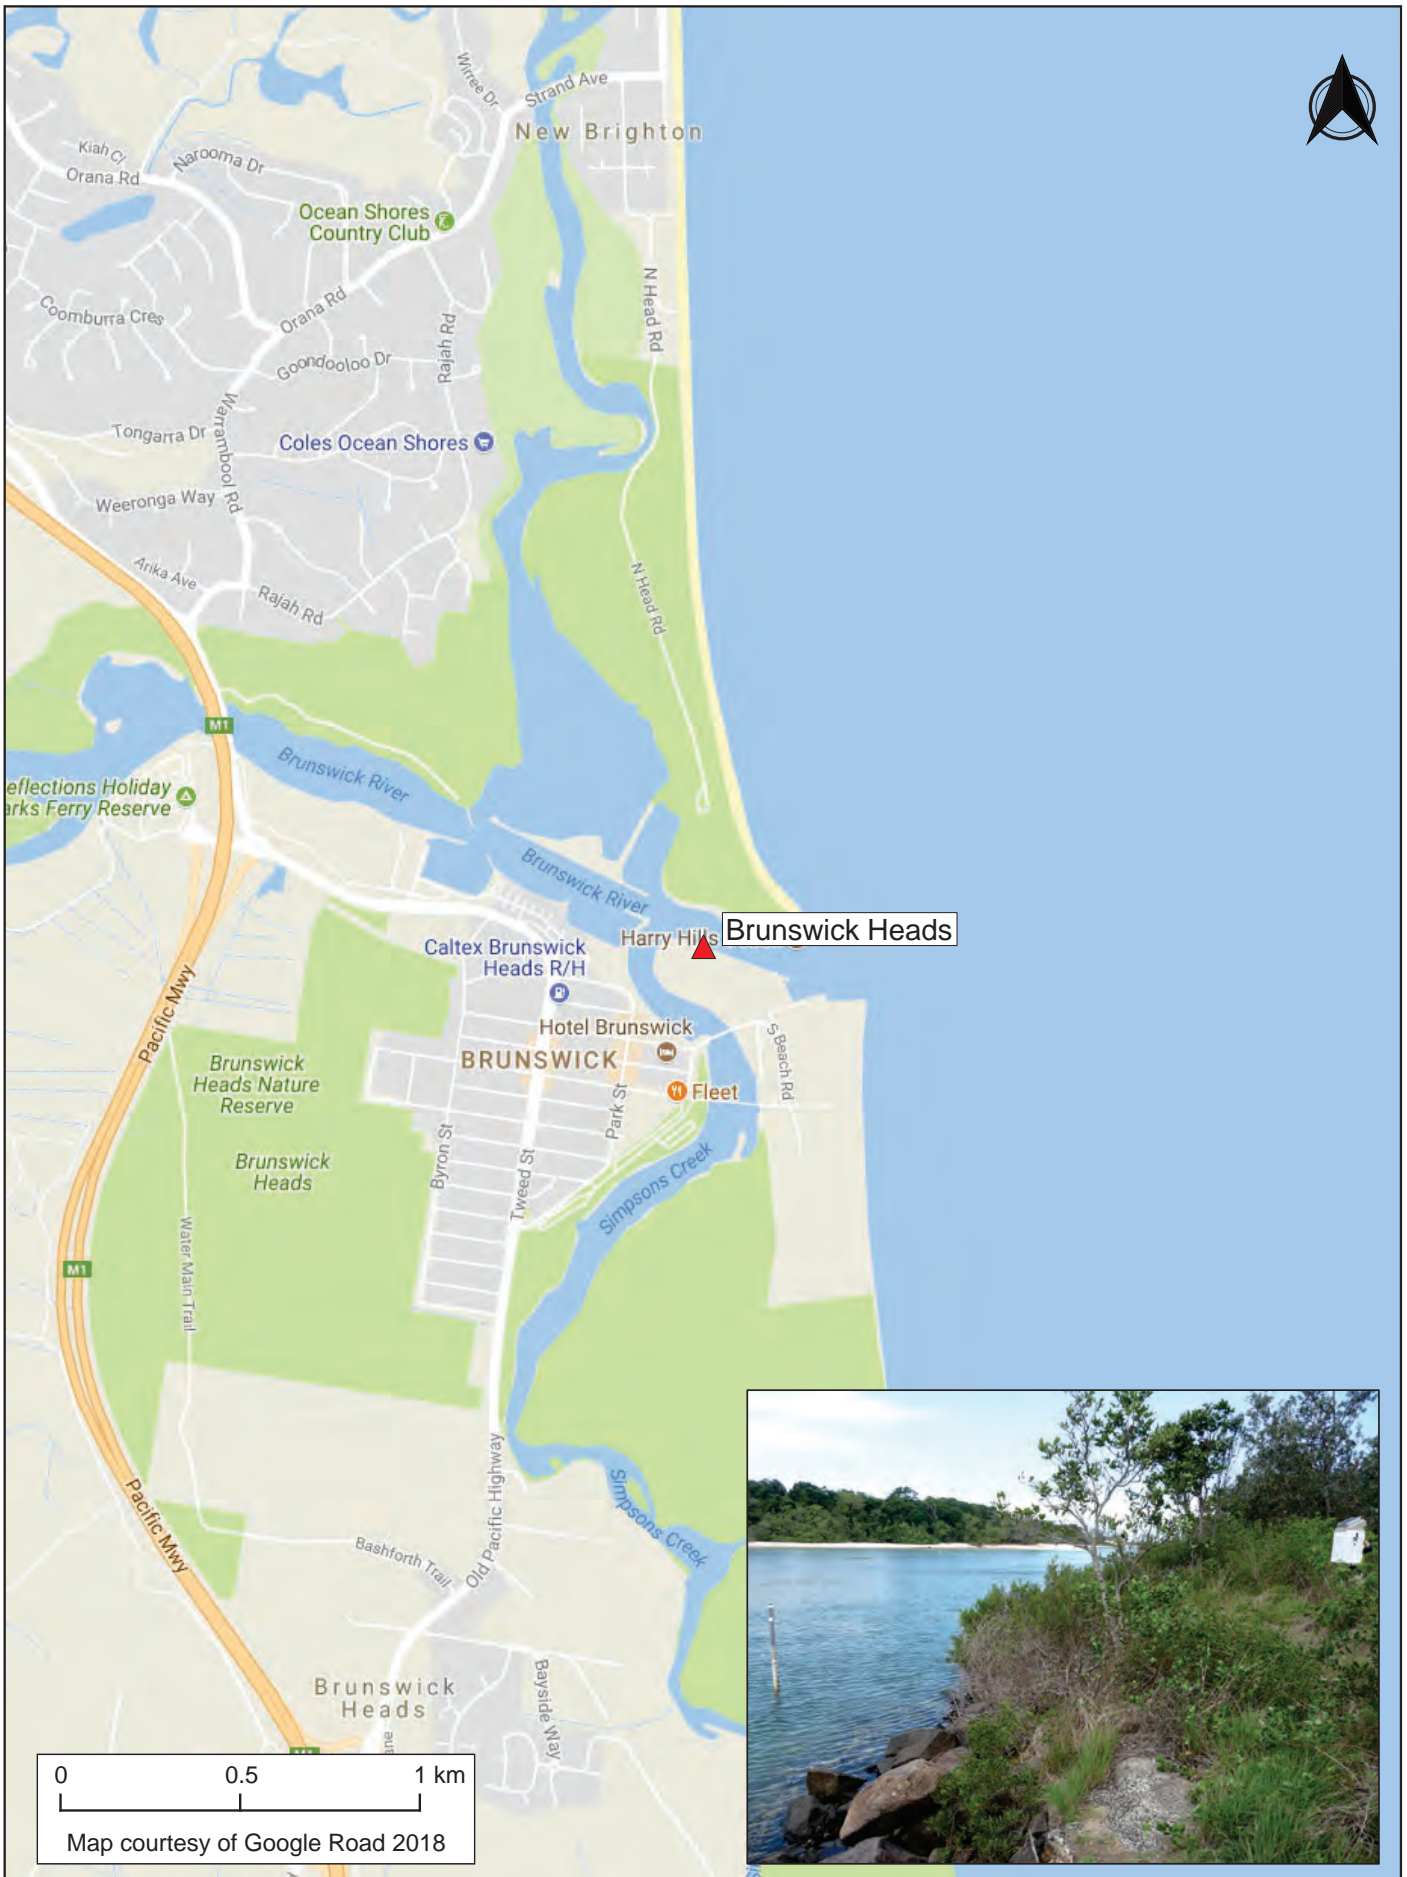 Wirree Dr
Strand Ave
New Brighton
Kiah Cl
Narooma Dr
Orana Rd
Ocean Shores
Country Club
N Head Rd
Coomburra Cres
Orana Rd
Rajah Rd
Goondooloo Dr
Warrambool Rd
Tongarra Dr
Coles Ocean Shores
Weeronga Way
Arika Ave
Rajah Rd
N Head Rd
M1
Brunswick River
eflections Holiday
arks Ferry Reserve
Brunswick River
Brunswick Heads
Harry Hills
Caltex Brunswick
Heads R/H
Pacific Mwy
Hotel Brunswick
S Beach Rd
BRUNSWICK
Brunswick
Heads Nature
Reserve
Fleet
Park St
Byron St
Brunswick
Heads
Tweed St
Simpsons Creek
Water Main Trail
M1
Old Pacific Highway
Simpsons Creek
Pacific Mwy
Bashforth Trail
Brunswick
Heads
Bayside Way
ane
0 0.5 1 km
Map courtesy of Google Road 2018